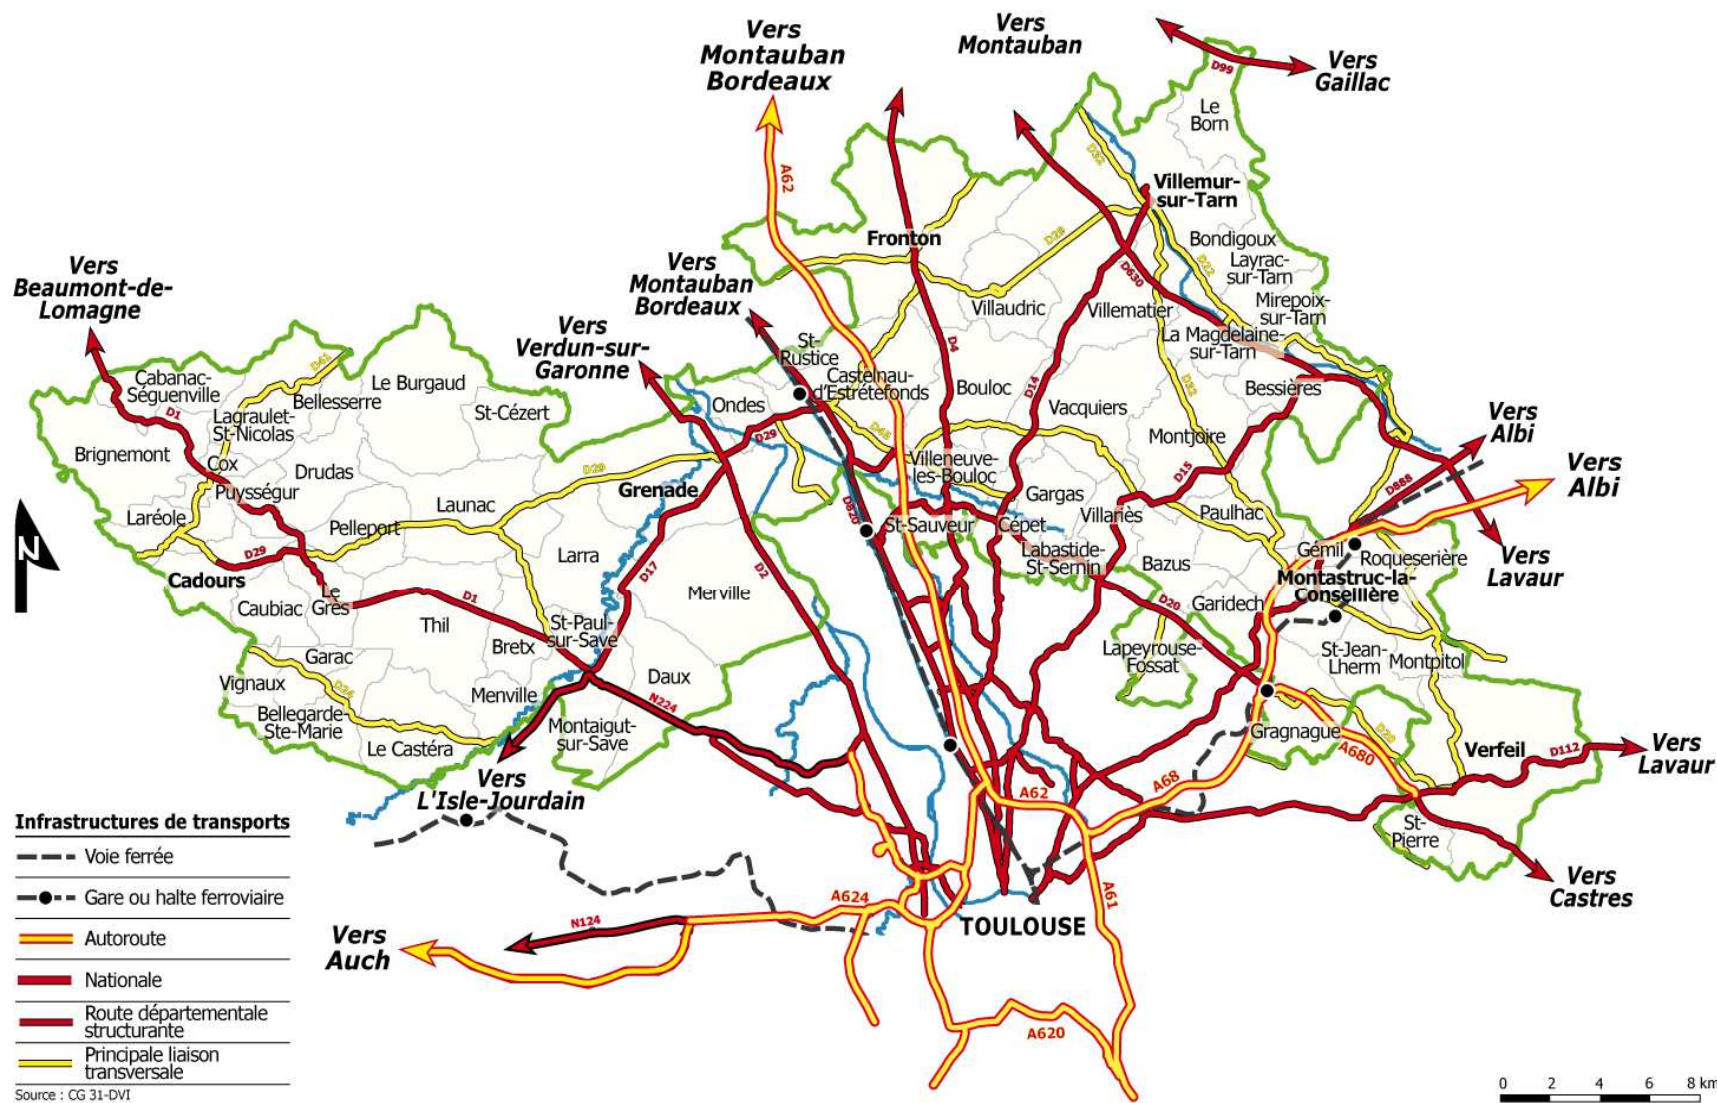 Vers
Montauban
Bordeaux
Vers
Montauban
Vers
Gaillac
D99
Le
Born
A62
D32
Villemur-
sur-Tarn
Fronton
D29
Bondigoux
Layrac-
sur-Tarn
D22
D630
Mirepoix-
sur-Tarn
Vers
Beaumont-de-
Lomagne
Vers
Montauban
Bordeaux
Vers
Verdun-sur-
Garonne
Villaudric
Villematier
La Magdelaine-
sur-Tarn
St-
Rustice
Castelnau-
d'Estrétefonds
D4
Bouloc
D14
D32
Bessières
Cabanac-
Séguenville
D61
Le Burgaud
Bellesserre
St-Cézert
D1
Lagraulet-
St-Nicolas
Ondes
D29
D45
Vacquiers
Montjoire
Vers
Albi
Brignemont
Cox
Drudas
Puysségur
D29
Grenade
Villeneuve-
les-Bouloc
D15
D888
Vers
Albi
Laréole
Pelleport
Launac
D820
Gargas
Villariès
Paulhac
St-Sauveur
Cépet
Labastide-
St-Sernin
Bazus
Gémil
Roqueserière
Vers
Lavaur
D29
Cadours
Larra
D17
D2
Merville
Montastruc-la-
Conseillère
Caubiac
Le
Gres
D1
Thil
St-Paul-
sur-Save
Bretx
D20
Garidech
Lapeyrouse-
Fossat
St-Jean-
Lherm
Montpitol
Garac
Vignaux
D24
Menville
Daux
N224
Bellegarde-
Ste-Marie
Le Castéra
Montaigut-
sur-Save
Gragnague
D20
A680
Verfeil
D112
Vers
Lavaur
Vers
L'Isle-Jourdain
A62
A68
St-
Pierre
Vers
Castres
A61
A624
N124
Vers
Auch
TOULOUSE
A620
Infrastructures de transports
Voie ferrée
Gare ou halte ferroviaire
Autoroute
Nationale
Route départementale
structurante
Principale liaison
transversale
Source : CG 31-DVI
0 2 4 6 8 km
N